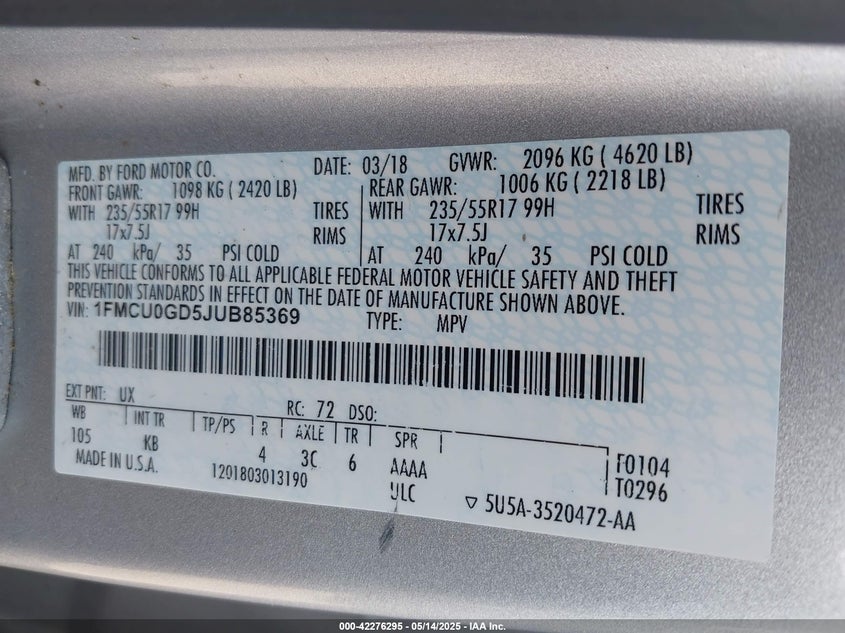 MFD. BY FORD MOTOR CO. DATE: 03/18 GVWR: 2096 KG ( 4620 LB)
FRONT GAWR: 1098 KG ( 2420 LB) REAR GAWR: 1006 KG ( 2218 LB)
WITH 235/55R17 99H TIRES WITH 235/55R17 99H TIRES
17x7.5J RIMS 17x7.5J RIMS
AT 240 kPa/ 35 PSI COLD AT 240 kPa/ 35 PSI COLD
THIS VEHICLE CONFORMS TO ALL APPLICABLE FEDERAL MOTOR VEHICLE SAFETY AND THEFT
PREVENTION STANDARDS IN EFFECT ON THE DATE OF MANUFACTURE SHOWN ABOVE.
VIN: 1FMCU0GD5JUB85369 TYPE: MPV
EXT PNT: UX RC: 72 DSO:
WB INT TR TP/PS R AXLE TR SPR
105 KB 4 3C 6 AAAA F0104
MADE IN U.S.A. 1201803013190 ULC T0296
5U5A-3520472-AA
000-42276295 - 05/14/2025 - IAA Inc.